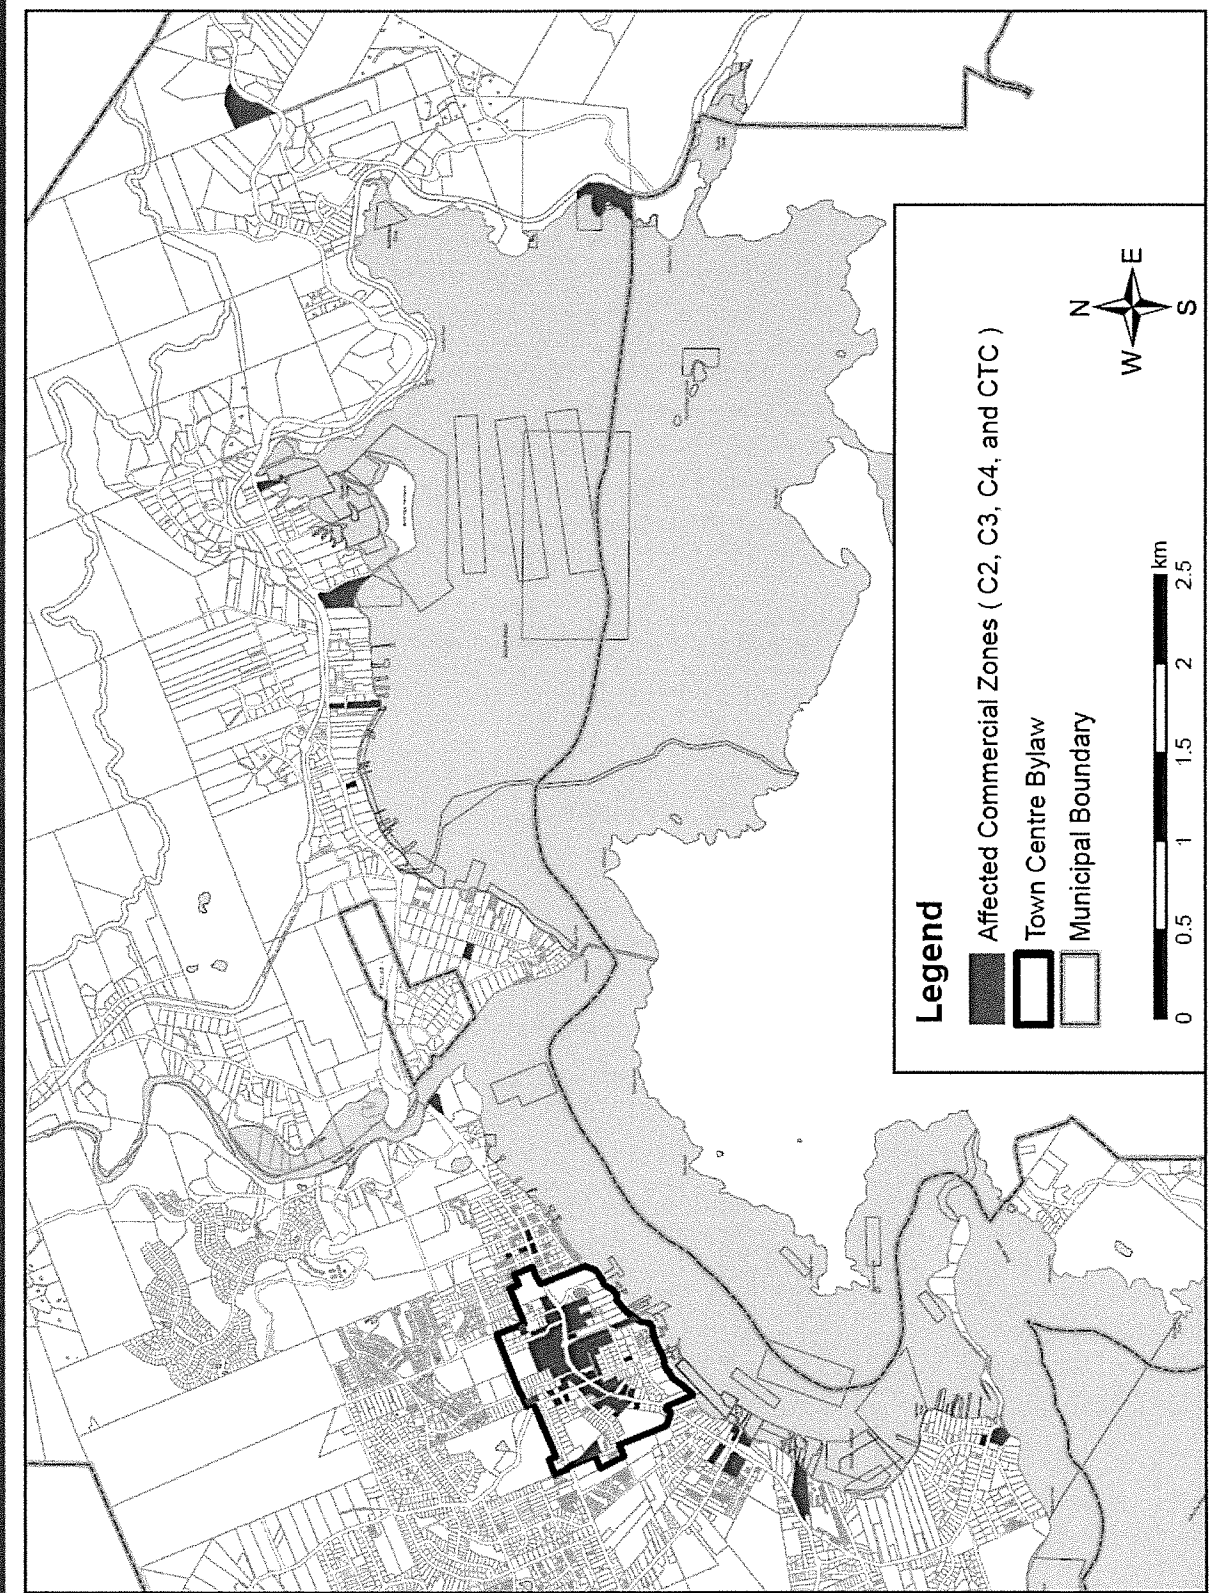 Legend
Affected Commercial Zones ( C2, C3, C4, and CTC )
Town Centre Bylaw
Municipal Boundary
N
W
E
S
0 0.5 1 1.5 2 2.5
km